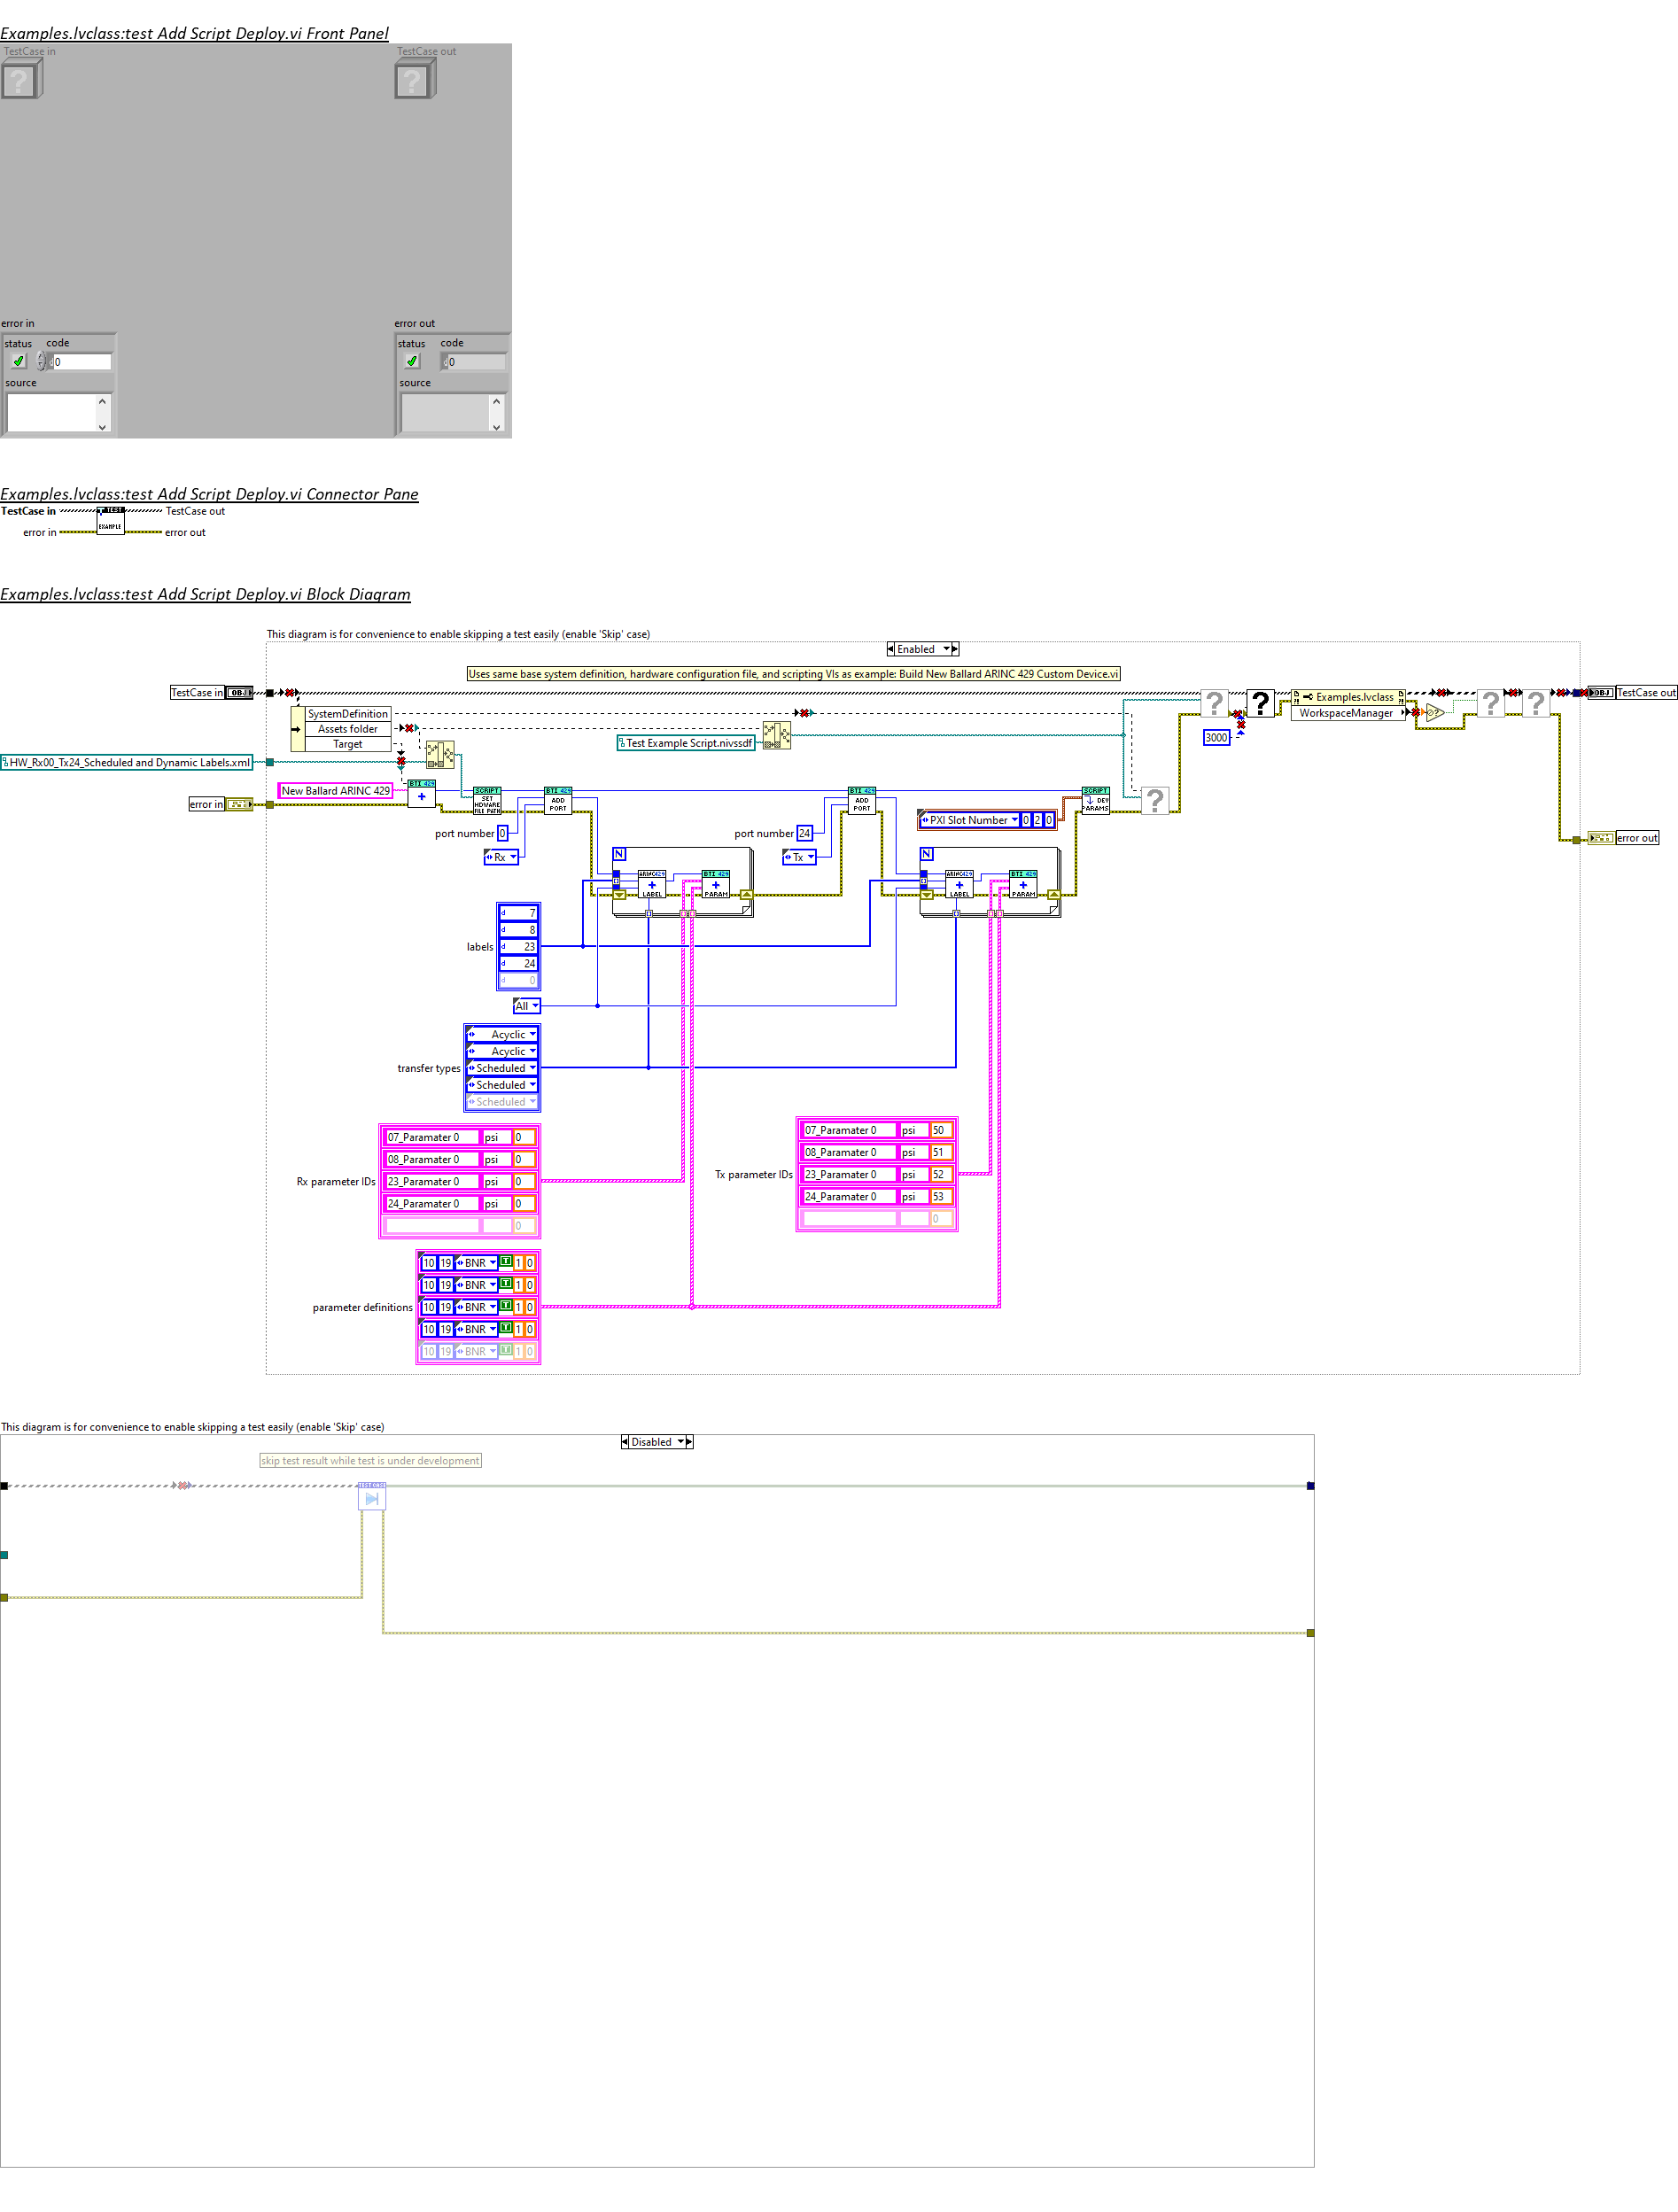 Examples.lvclass:test Add Script Deploy.vi Front Panel
TestCase in
TestCase out
error in
error out
status code
status code
0
0
source
source
Examples.lvclass:test Add Script Deploy.vi Connector Pane
TestCase in
TestCase out
TEST
EXAMPLE
error in
error out
Examples.lvclass:test Add Script Deploy.vi Block Diagram
This diagram is for convenience to enable skipping a test easily (enable 'Skip' case)
Enabled
Uses same base system definition, hardware configuration file, and scripting VIs as example: Build New Ballard ARINC 429 Custom Device.vi
TestCase in
OBJ
Examples.lvclass
OBJ
TestCase out
SystemDefinition
WorkspaceManager
Assets folder
Target
Test Example Script.nivssdf
3000
HW_Rx00_Tx24_Scheduled and Dynamic Labels.xml
New Ballard ARINC 429
BTI 429
SCRIPT
SET HDWARE FILE PATH
BTI 429
ADD PORT
BTI 429
ADD PORT
SCRIPT
DEV PARAMS
error in
port number 0
port number 24
PXI Slot Number 0 2 0
error out
Rx
Tx
N
N
ARINC429
LABEL
BTI 429
PARAM
ARINC429
LABEL
BTI 429
PARAM
labels
7
8
23
24
0
All
transfer types
Acyclic
Acyclic
Scheduled
Scheduled
Scheduled
Rx parameter IDs
07_Paramater 0 psi 0
08_Paramater 0 psi 0
23_Paramater 0 psi 0
24_Paramater 0 psi 0
0
Tx parameter IDs
07_Paramater 0 psi 50
08_Paramater 0 psi 51
23_Paramater 0 psi 52
24_Paramater 0 psi 53
0
parameter definitions
10 19 BNR T 1 0
10 19 BNR T 1 0
10 19 BNR T 1 0
10 19 BNR T 1 0
10 19 BNR T 1 0
This diagram is for convenience to enable skipping a test easily (enable 'Skip' case)
Disabled
skip test result while test is under development